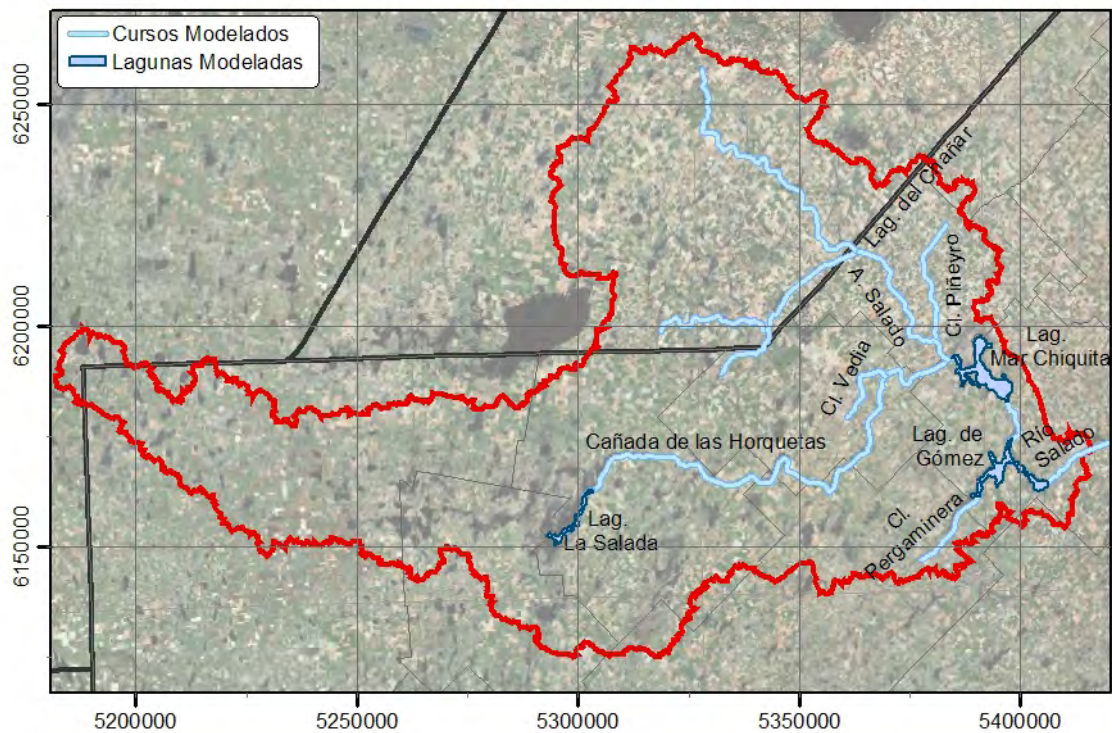 Cursos Modelados
Lagunas Modeladas
6250000
6200000
6150000
Lag. del Chañar
A. Salado
Cl. Piñeyro
Lag.
Mar Chiquita
Cl. Vedia
Cañada de las Horquetas
Lag. de
Gómez
Río
Salado
Cl.
Pergaminera
Lag.
La Salada
5200000
5250000
5300000
5350000
5400000